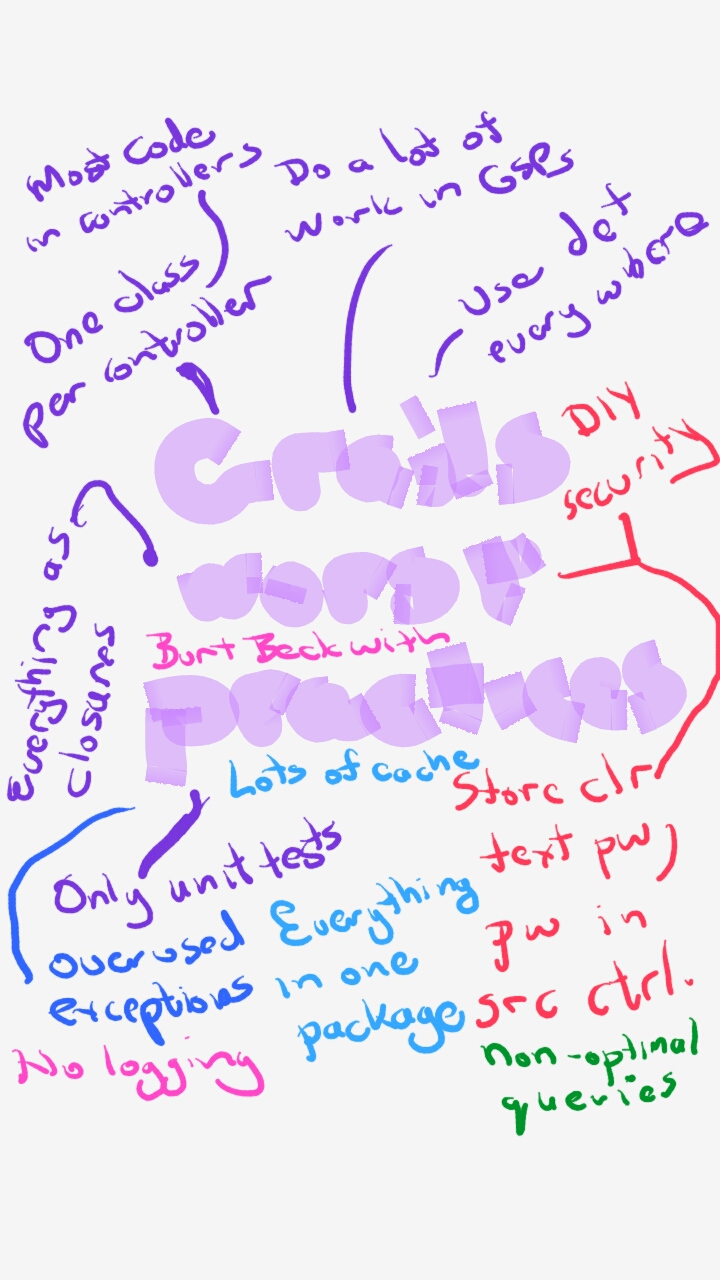 Most Code
in controllers
Do a lot of
work in GSPs
One class
per controller
Use def
everywhere
Grails
worst
practices
Burt Beckwith
DIY
security
Everything as
closures
Lots of cache
Store clr
text pw,
pw in
src ctrl.
Only unit tests
overused
exceptions
Everything
in one
package
No logging
non-optimal
queries